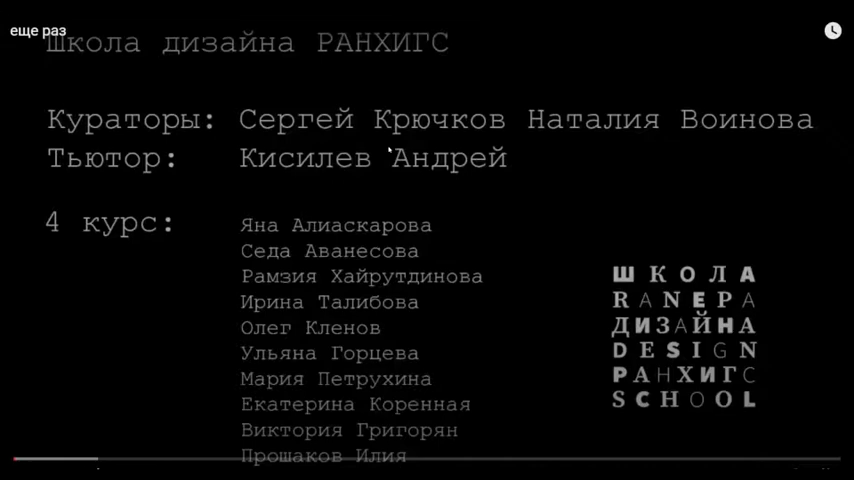 еще раз
Школа дизайна РАНХИГС
Кураторы: Сергей Крючков Наталия Воинова
Тьютор: Кисилев Андрей
4 курс: Яна Алиаскарова
Седа Аванесова
Рамзия Хайрутдинова
Ирина Талибова
Олег Кленов
Ульяна Горцева
Мария Петрухина
Екатерина Коренная
Виктория Григорян
Прошаков Илия
ШКОЛА
RANEPA
ДИЗАЙНА
DESIGN
РАНХИГС
SCHOOL